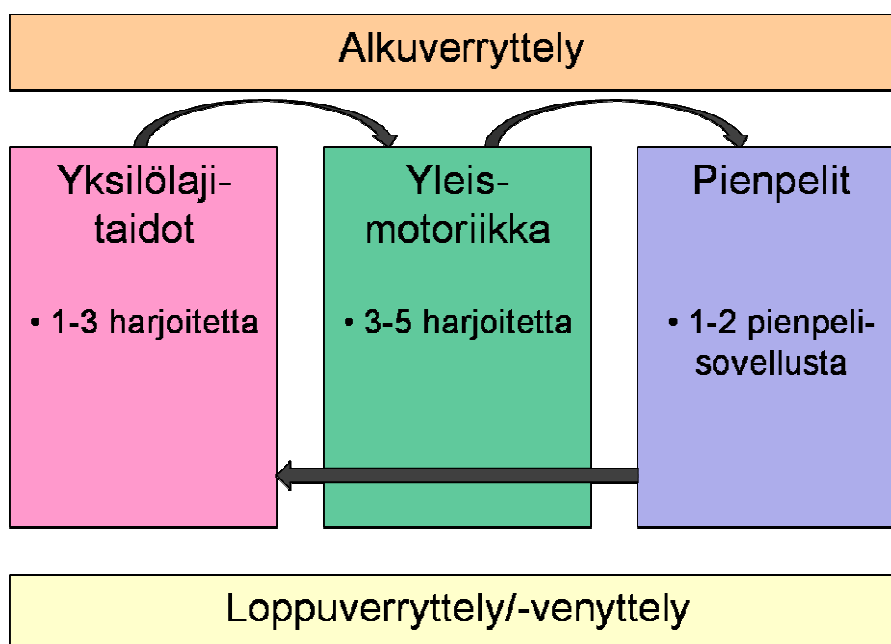 Alkuverryttely
Yksilölaji-
taidot
• 1-3 harjoitetta
Yleis-
motoriikka
• 3-5 harjoitetta
Pienpelit
• 1-2 pienpeli-
sovellusta
Loppuverryttely/-venyttely